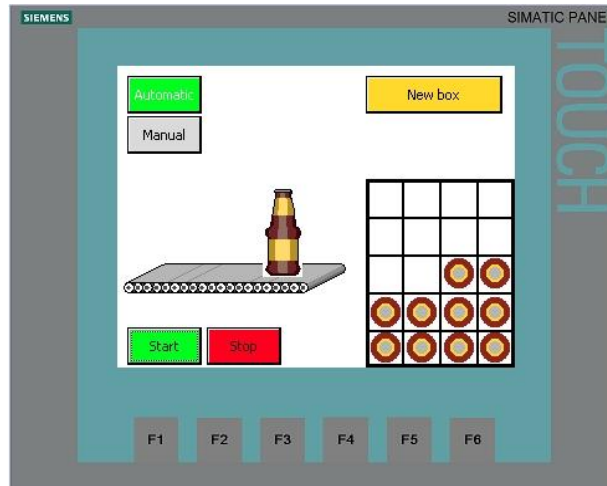 SIEMENS
SIMATIC PANE
TOUCH
Automatic
New box
Manual
Start
Stop
F1 F2 F3 F4 F5 F6